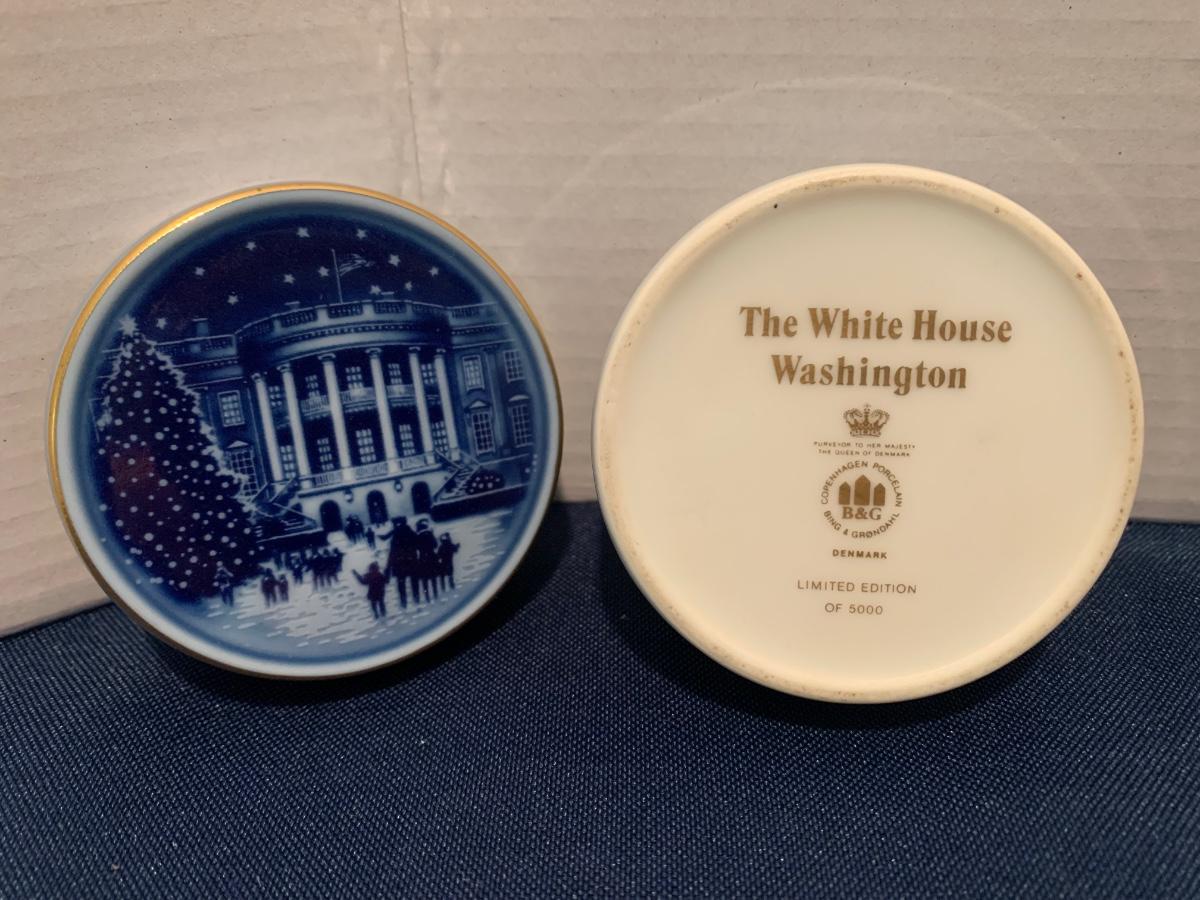 The White House
Washington
PURVEYOR TO HER MAJESTY
THE QUEEN OF DENMARK
COPENHAGEN PORCELAIN
B&G
BING & GRØNDAHL
DENMARK
LIMITED EDITION
OF 5000